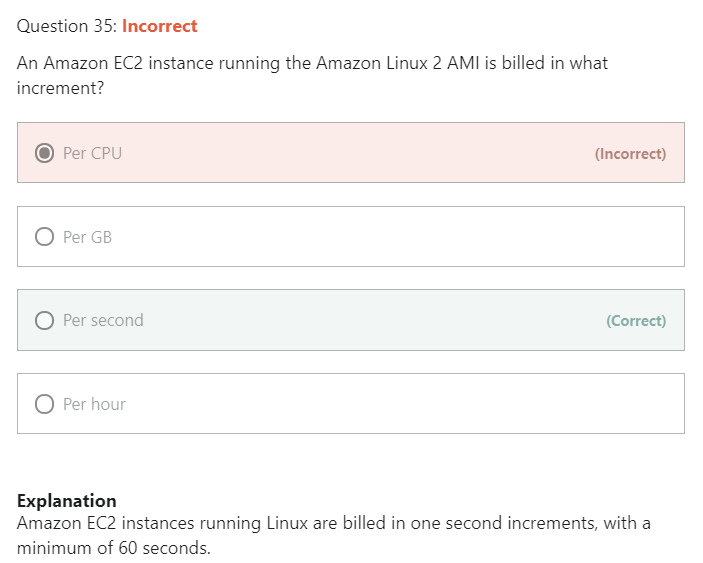 Question 35: Incorrect
An Amazon EC2 instance running the Amazon Linux 2 AMI is billed in what
increment?
Per CPU (Incorrect)
Per GB
Per second (Correct)
Per hour
Explanation
Amazon EC2 instances running Linux are billed in one second increments, with a
minimum of 60 seconds.